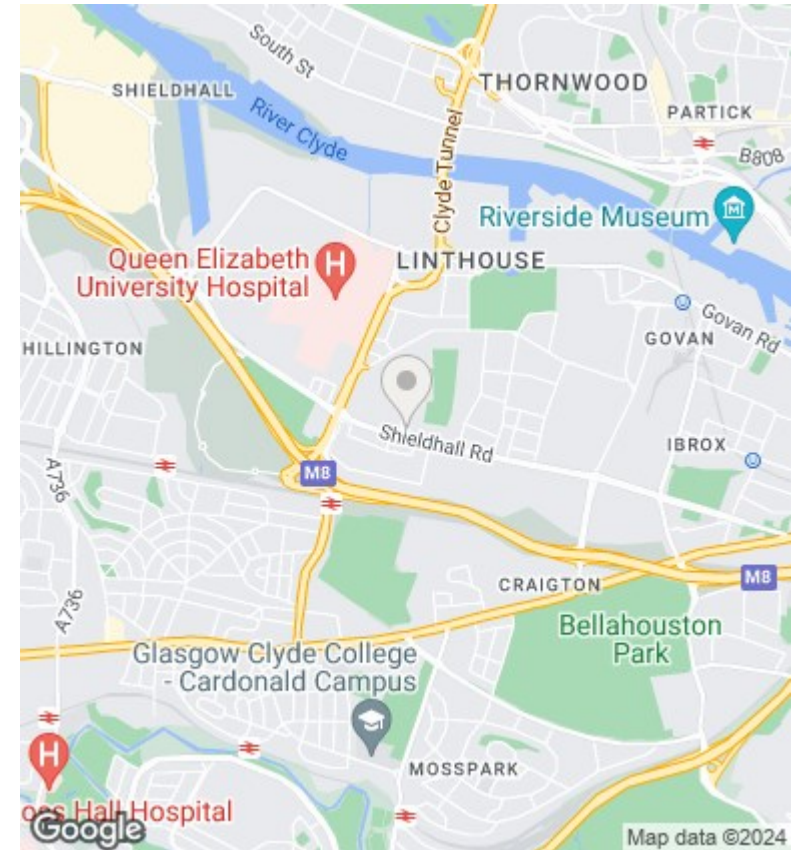 South St
SHIELDHALL
THORNWOOD
PARTICK
River Clyde
Clyde Tunnel
B808
Riverside Museum
M
Queen Elizabeth
University Hospital
H
LINTHOUSE
Govan Rd
HILLINGTON
GOVAN
Shieldhall Rd
IBROX
A736
M8
CRAIGTON
M8
A736
Bellahouston
Park
Glasgow Clyde College
- Cardonald Campus
H
MOSSPARK
Hall Hospital
Google
Map data ©2024